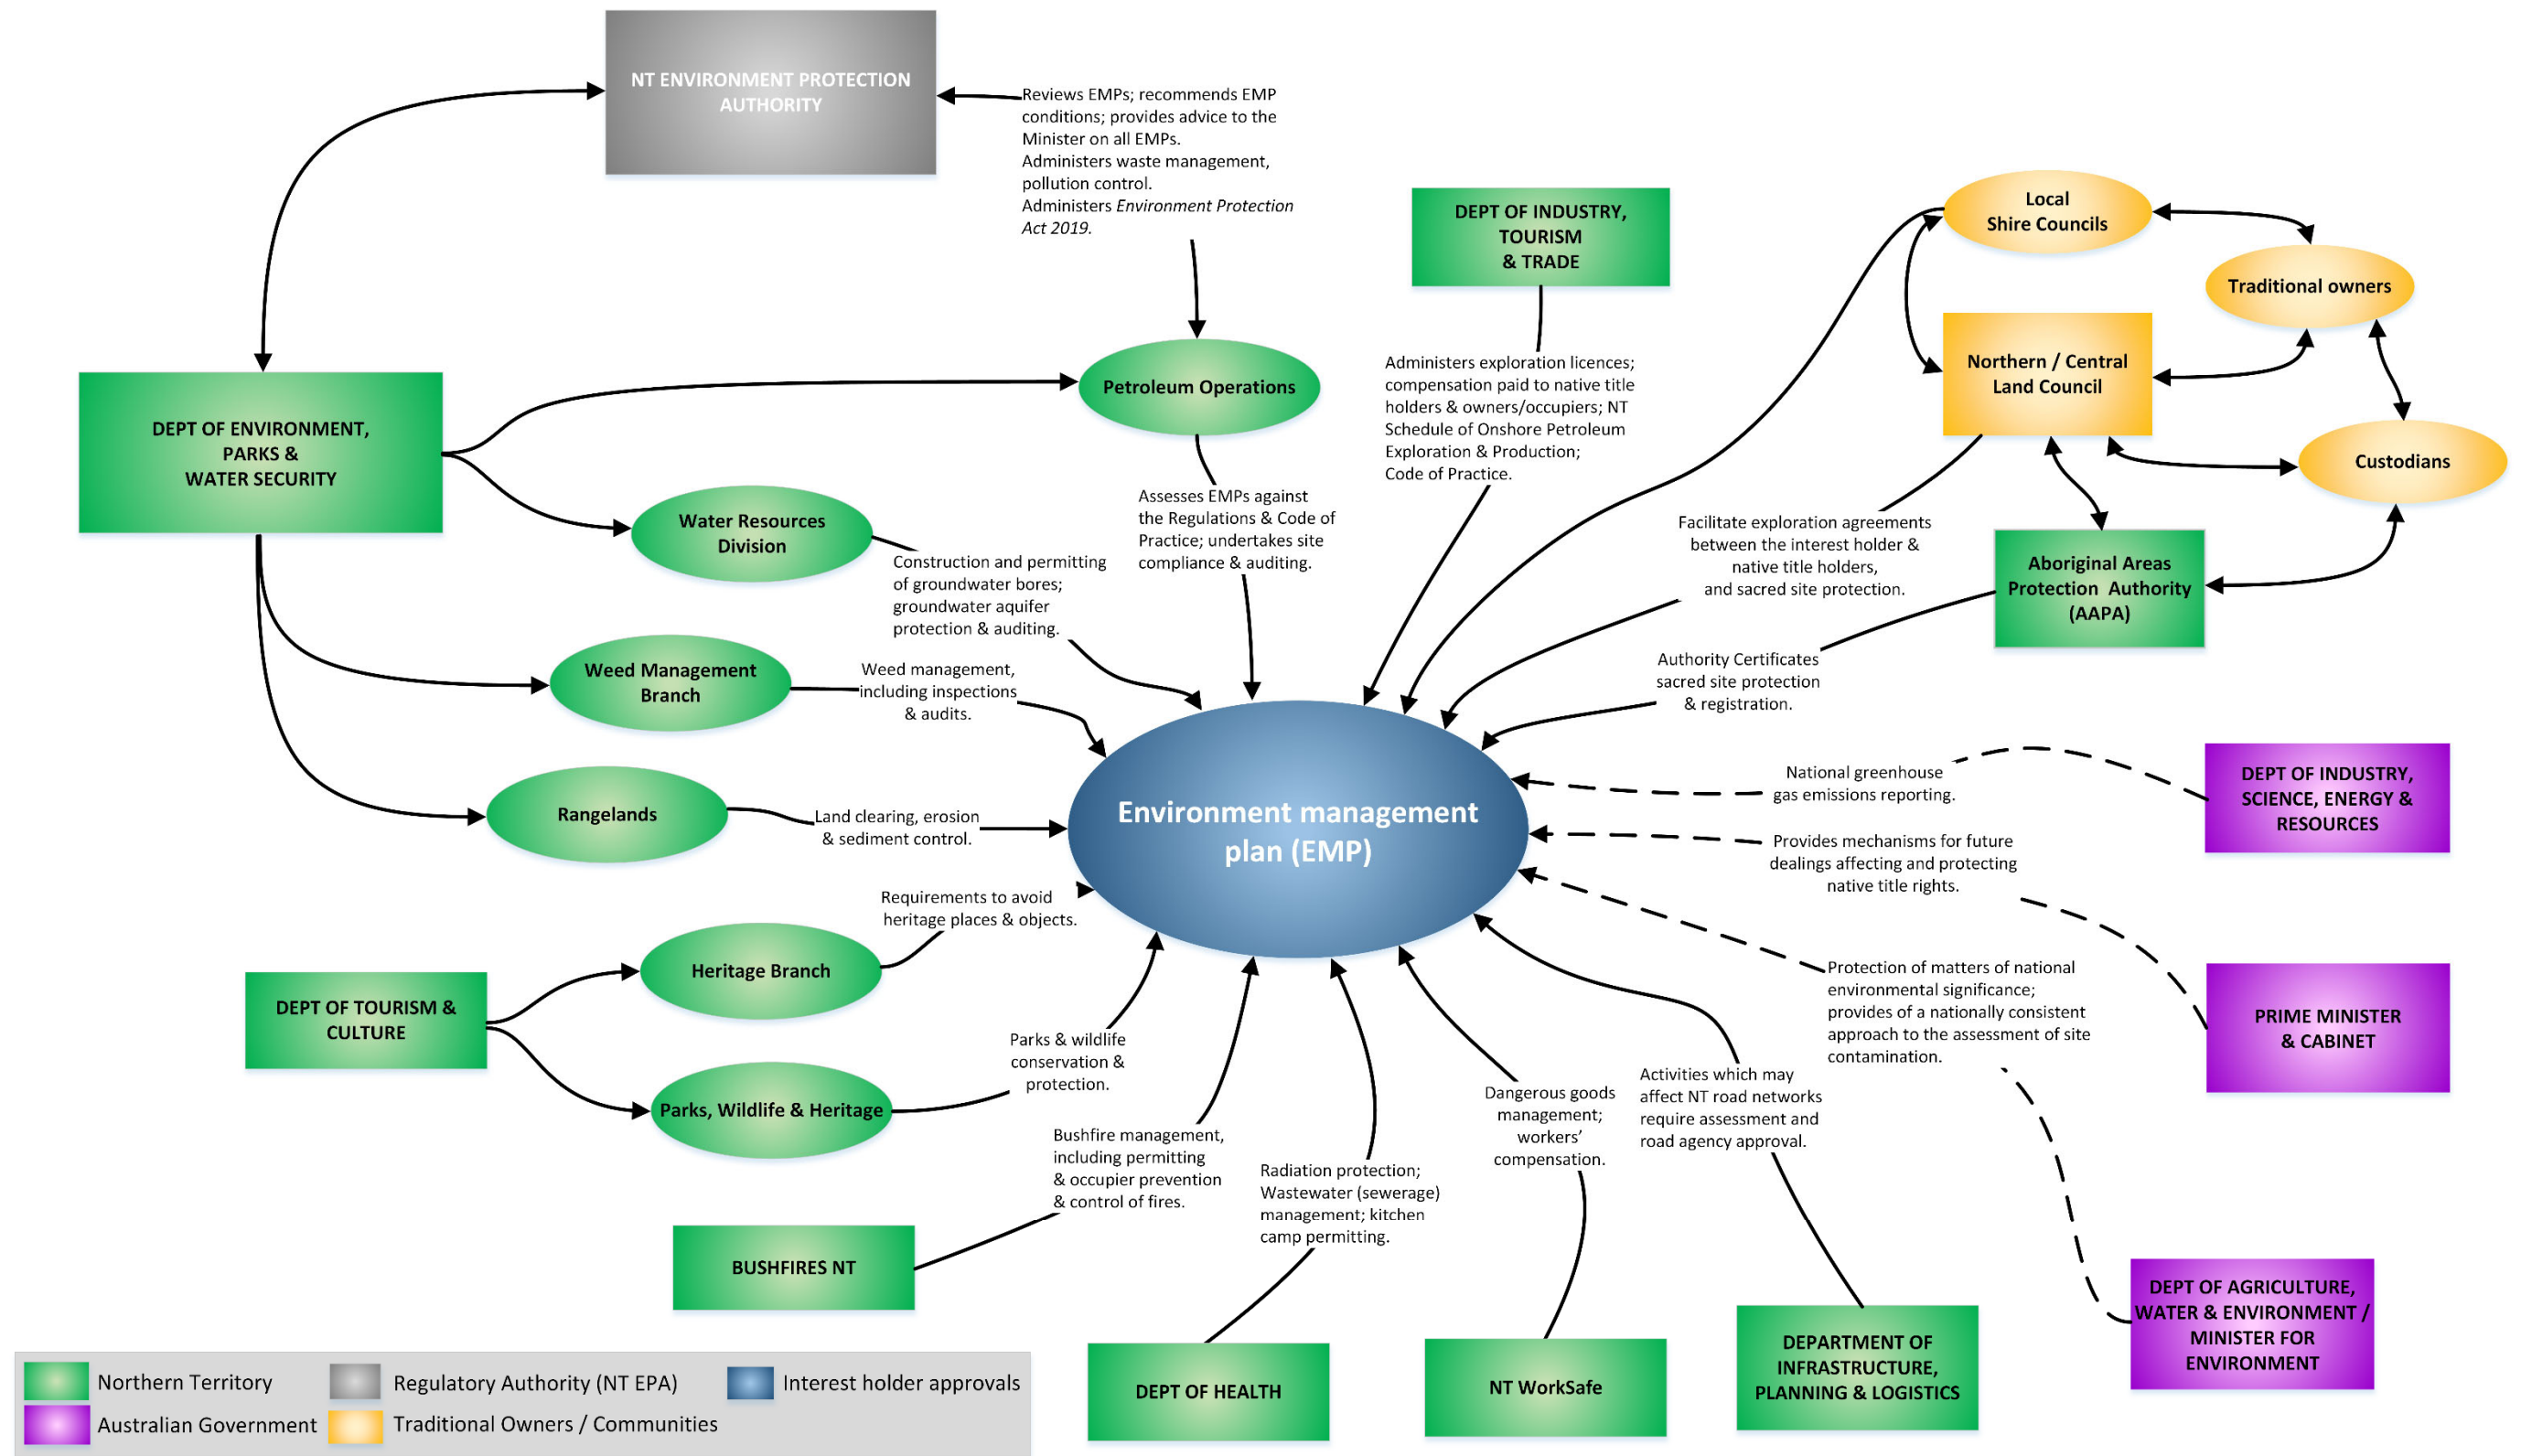 NT ENVIRONMENT PROTECTION
AUTHORITY
Reviews EMPs; recommends EMP
conditions; provides advice to the
Minister on all EMPs.
Administers waste management,
pollution control.
Administers Environment Protection
Act 2019.
DEPT OF INDUSTRY,
TOURISM
& TRADE
Local
Shire Councils
Traditional owners
Northern / Central
Land Council
Custodians
Aboriginal Areas
Protection Authority
(AAPA)
DEPT OF ENVIRONMENT,
PARKS &
WATER SECURITY
Petroleum Operations
Administers exploration licences;
compensation paid to native title
holders & owners/occupiers; NT
Schedule of Onshore Petroleum
Exploration & Production;
Code of Practice.
Water Resources
Division
Construction and permitting
of groundwater bores;
groundwater aquifer
protection & auditing.
Assesses EMPs against
the Regulations & Code of
Practice; undertakes site
compliance & auditing.
Facilitate exploration agreements
between the interest holder &
native title holders,
and sacred site protection.
Authority Certificates
sacred site protection
& registration.
Weed Management
Branch
Weed management,
including inspections
& audits.
Rangelands
Land clearing, erosion
& sediment control.
Environment management
plan (EMP)
National greenhouse
gas emissions reporting.
DEPT OF INDUSTRY,
SCIENCE, ENERGY &
RESOURCES
Provides mechanisms for future
dealings affecting and protecting
native title rights.
PRIME MINISTER
& CABINET
Requirements to avoid
heritage places & objects.
Heritage Branch
DEPT OF TOURISM &
CULTURE
Parks, Wildlife & Heritage
Parks & wildlife
conservation &
protection.
Protection of matters of national
environmental significance;
provides of a nationally consistent
approach to the assessment of site
contamination.
Bushfire management,
including permitting
& occupier prevention
& control of fires.
BUSHFIRES NT
Radiation protection;
Wastewater (sewerage)
management; kitchen
camp permitting.
DEPT OF HEALTH
Dangerous goods
management;
workers’
compensation.
NT WorkSafe
Activities which may
affect NT road networks
require assessment and
road agency approval.
DEPARTMENT OF
INFRASTRUCTURE,
PLANNING & LOGISTICS
DEPT OF AGRICULTURE,
WATER & ENVIRONMENT /
MINISTER FOR
ENVIRONMENT
Northern Territory
Regulatory Authority (NT EPA)
Interest holder approvals
Australian Government
Traditional Owners / Communities